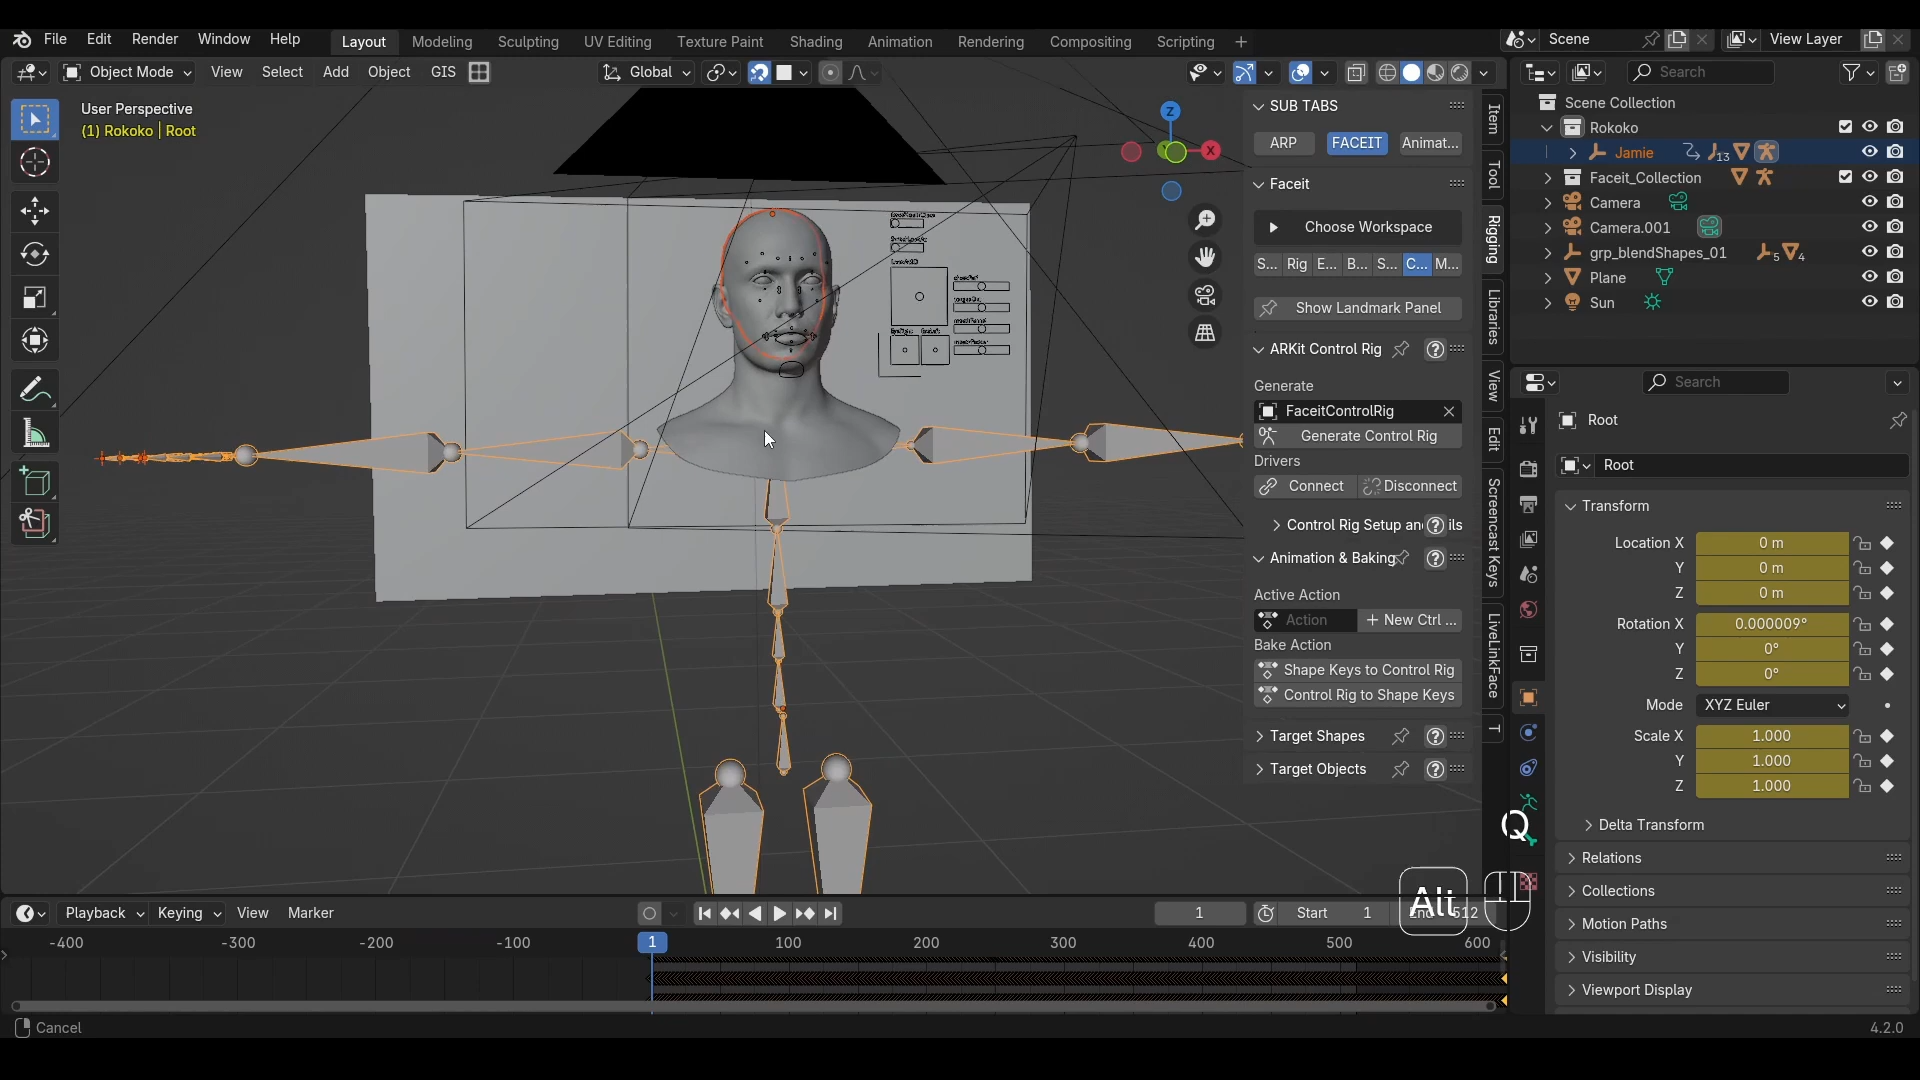 File Edit Render Window Help
Layout Modeling Sculpting UV Editing Texture Paint Shading Animation Rendering Compositing Scripting +
Scene
View Layer
Object Mode View Select Add Object GIS
Global
Search
User Perspective
(1) Rokoko | Root
Z
X
SUB TABS
ARP FACEIT Animat...
Faceit
Choose Workspace
S... Rig E... B... S... C... M...
Show Landmark Panel
ARKit Control Rig
Generate
FaceitControlRig
Generate Control Rig
Drivers
Connect Disconnect
Control Rig Setup an ils
Animation & Baking
Active Action
Action + New Ctrl ...
Bake Action
Shape Keys to Control Rig
Control Rig to Shape Keys
Target Shapes
Target Objects
Item
Tool
Rigging
Libraries
View
Edit
Screencast Keys
LiveLinkFace
T
Scene Collection
Rokoko
Jamie 13
Faceit_Collection
Camera
Camera.001
grp_blendShapes_01 5 4
Plane
Sun
Search
Root
Root
Transform
Location X 0 m
Y 0 m
Z 0 m
Rotation X 0.000009°
Y 0°
Z 0°
Mode XYZ Euler
Scale X 1.000
Y 1.000
Z 1.000
Delta Transform
Relations
Collections
Motion Paths
Visibility
Viewport Display
Q
Alt
Playback Keying View Marker
1 Start 1 512
-400 -300 -200 -100 1 100 200 300 400 500 600
Cancel
4.2.0